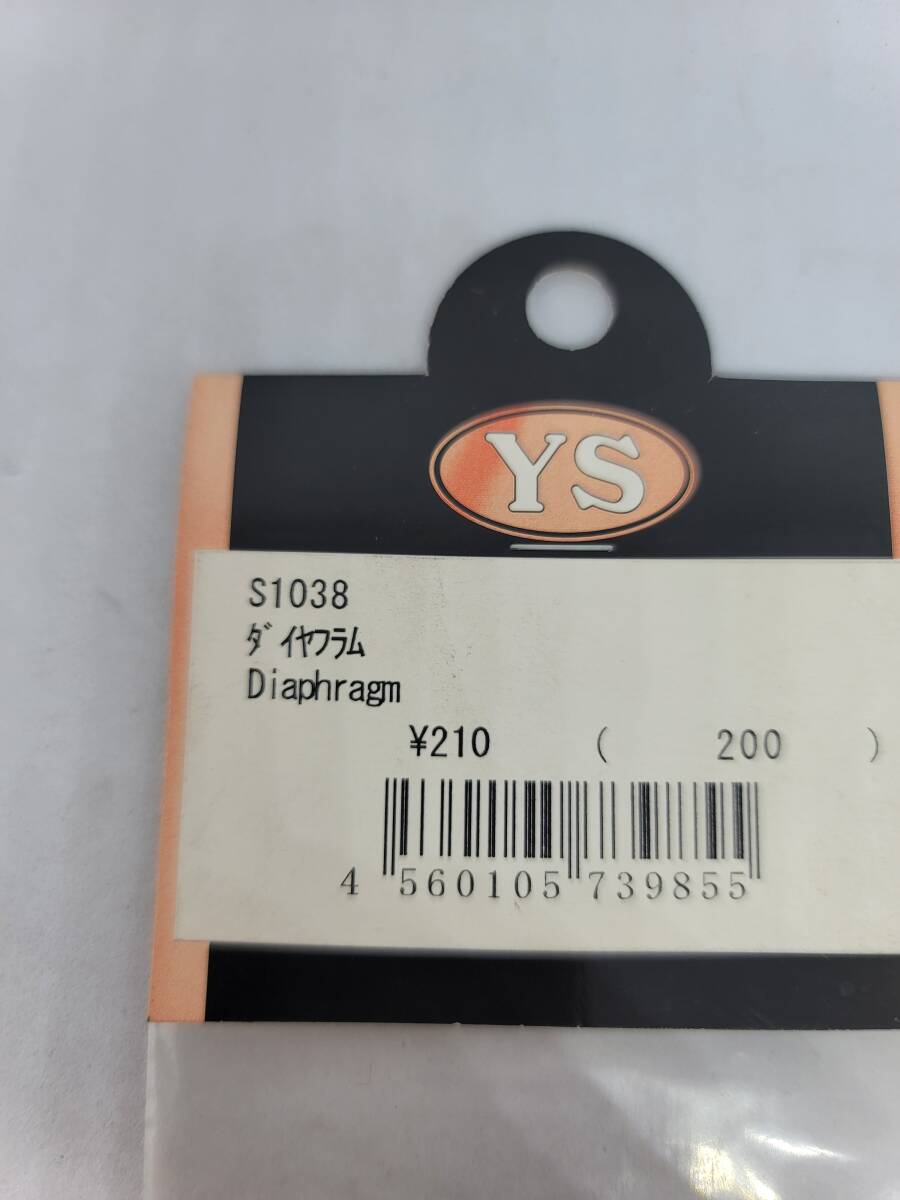 YS
S1038
ﾀﾞｲﾔﾌﾗﾑ
Diaphragm
¥210 ( 200 )
4 560105 739855